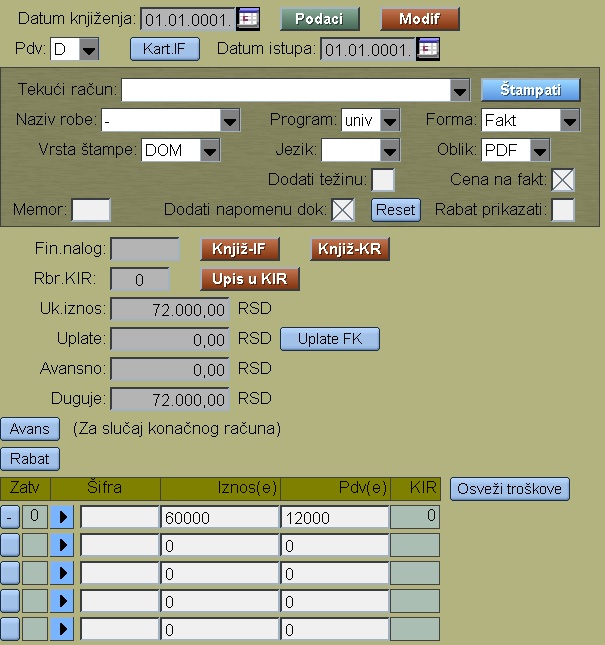 Datum knjiženja: 01.01.0001. Podaci Modif
Pdv: D Kart.IF Datum istupa: 01.01.0001.
Tekući račun: Štampati
Naziv robe: - Program: univ Forma: Fakt
Vrsta štampe: DOM Jezik: Oblik: PDF
Dodati težinu: Cena na fakt:
Memor: Dodati napomenu dok: Reset Rabat prikazati:
Fin.nalog: Knjiž-IF Knjiž-KR
Rbr.KIR: 0 Upis u KIR
Uk.iznos: 72.000,00 RSD
Uplate: 0,00 RSD Uplate FK
Avansno: 0,00 RSD
Duguje: 72.000,00 RSD
Avans (Za slučaj konačnog računa)
Rabat
Zatv Šifra Iznos(e) Pdv(e) KIR Osveži troškove
- 0 60000 12000 0
0 0
0 0
0 0
0 0